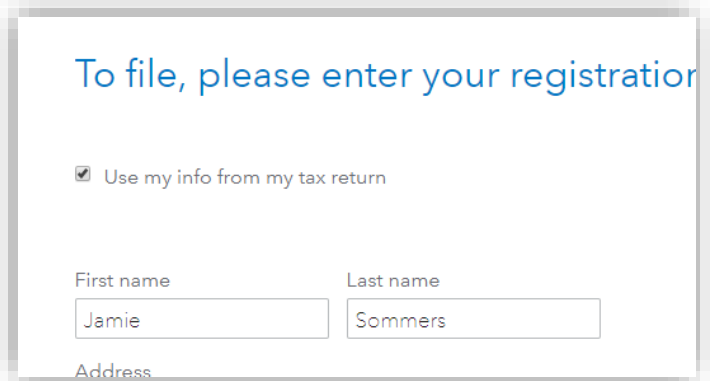 To file, please enter your registration
Use my info from my tax return
First name Last name
Jamie Sommers
Address